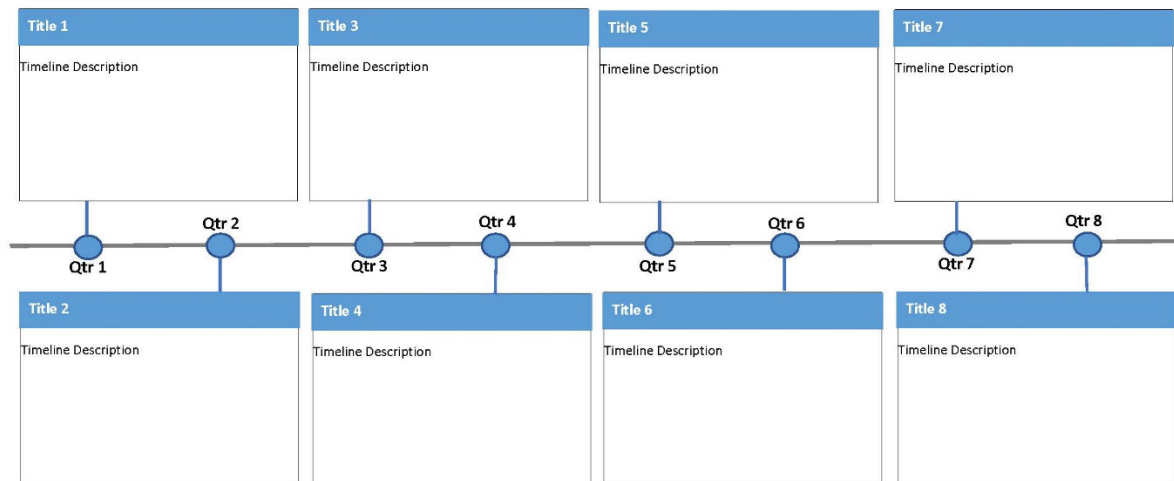 Title 1
Timeline Description
Title 3
Timeline Description
Title 5
Timeline Description
Title 7
Timeline Description
Qtr 1
Qtr 2
Qtr 3
Qtr 4
Qtr 5
Qtr 6
Qtr 7
Qtr 8
Title 2
Timeline Description
Title 4
Timeline Description
Title 6
Timeline Description
Title 8
Timeline Description